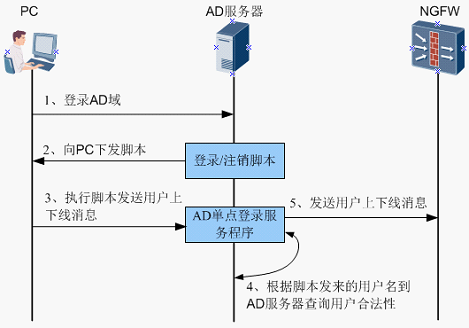 PC
AD服务器
NGFW
1、登录AD域
2、向PC下发脚本
登录/注销脚本
3、执行脚本发送用户上
下线消息
AD单点登录服
务程序
5、发送用户上下线消息
4、根据脚本发来的用户名到
AD服务器查询用户合法性